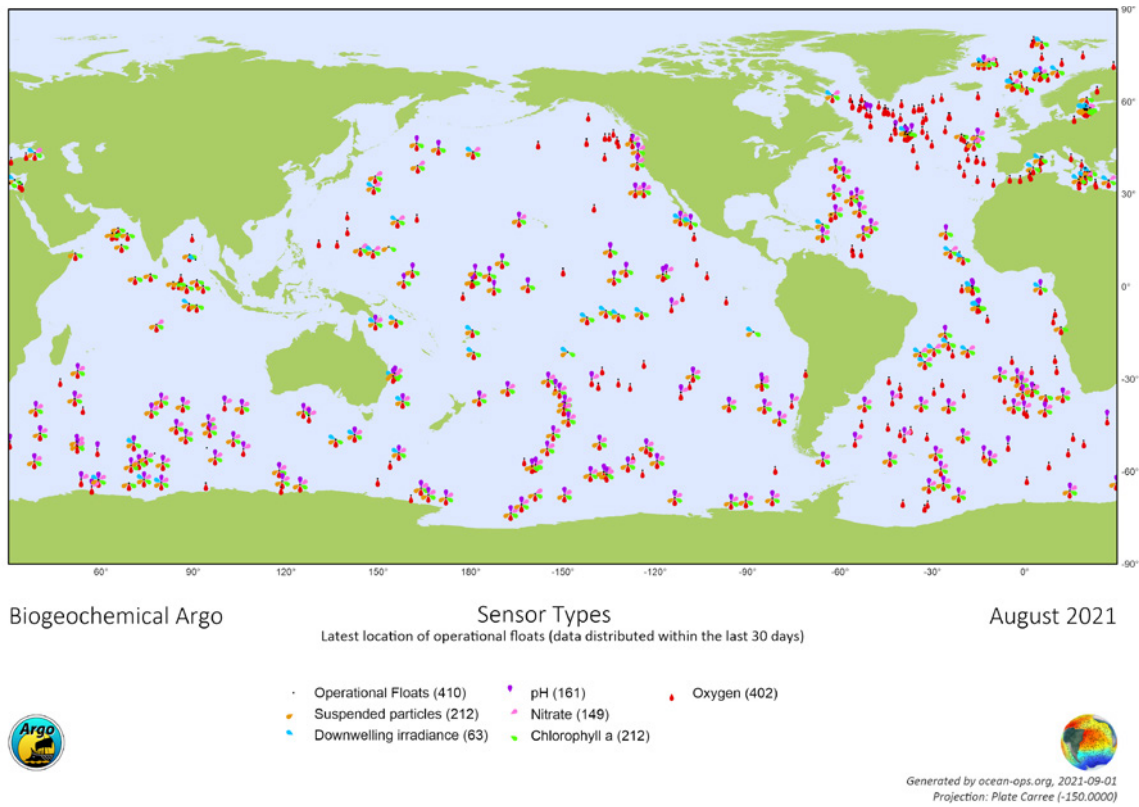 90°
60°
30°
0°
-30°
-60°
-90°
60° 90° 120° 150° 180° -150° -120° -90° -60° -30° 0°
Biogeochemical Argo
Sensor Types
August 2021
Latest location of operational floats (data distributed within the last 30 days)
Operational Floats (410)
pH (161)
Oxygen (402)
Suspended particles (212)
Nitrate (149)
Downwelling irradiance (63)
Chlorophyll a (212)
Argo
Generated by ocean-ops.org, 2021-09-01
Projection: Plate Carree (-150.0000)